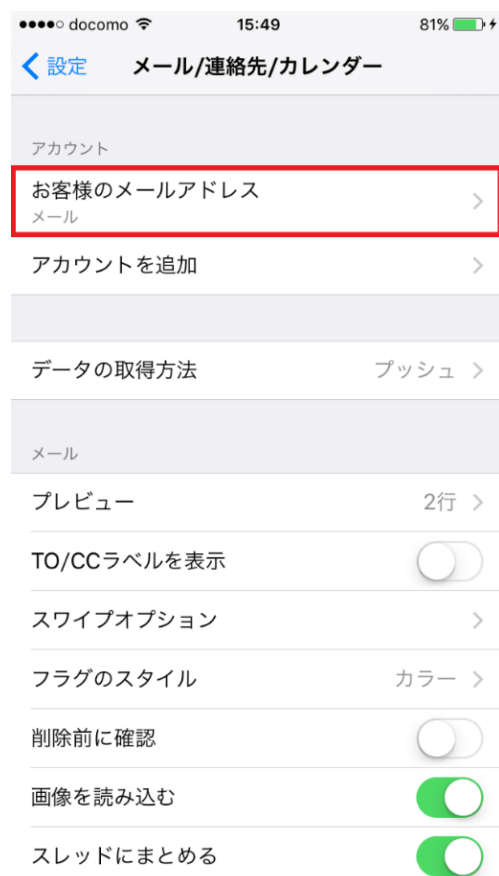 docomo 15:49 81%
設定 メール/連絡先/カレンダー
アカウント
お客様のメールアドレス
メール
アカウントを追加
データの取得方法 プッシュ
メール
プレビュー 2行
TO/CCラベルを表示
スワイプオプション
フラグのスタイル カラー
削除前に確認
画像を読み込む
スレッドにまとめる